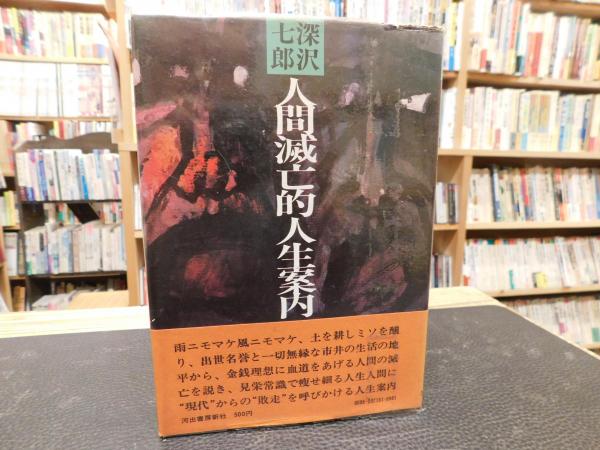 深沢
七郎
人間滅亡的人生案内
雨ニモマケ風ニモマケ、土を耕しミソを醸
り、出世名誉と一切無縁な市井の生活の地
平から、金銭理想に血道をあげる人間の滅
亡を説き、見栄常識で痩せ細る人生人間に
“現代”からの“敗走”を呼びかける人生案内
河出書房新社 500円